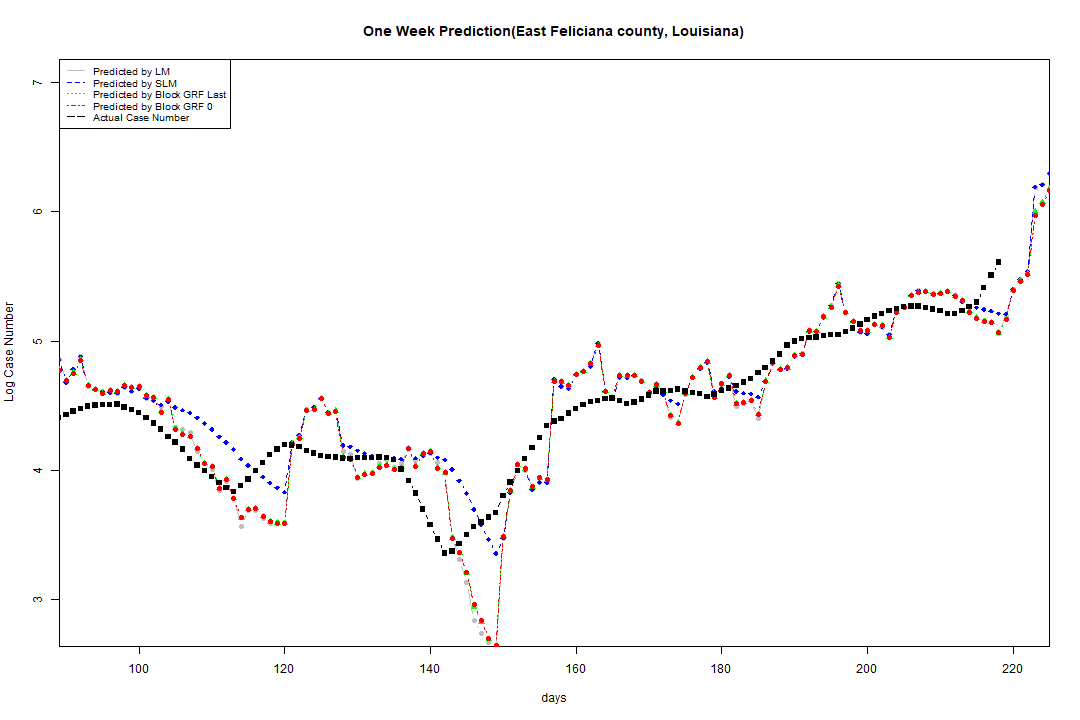 One Week Prediction(East Feliciana county, Louisiana)
Predicted by LM
Predicted by SLM
Predicted by Block GRF Last
Predicted by Block GRF 0
Actual Case Number
7
6
5
4
3
Log Case Number
100 120 140 160 180 200 220
days